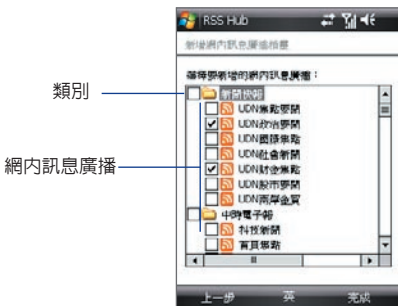 RSS Hub
新增網內訊息廣播頻道
選擇要新增的網內訊息廣播：
類別
新聞快報
UDN焦點要聞
UDN政治要聞
UDN國際焦點
UDN社會新聞
網內訊息廣播
UDN財金焦點
UDN股市要聞
UDN兩岸金貿
中時電子報
科技新聞
首頁焦點
上一步
英
完成